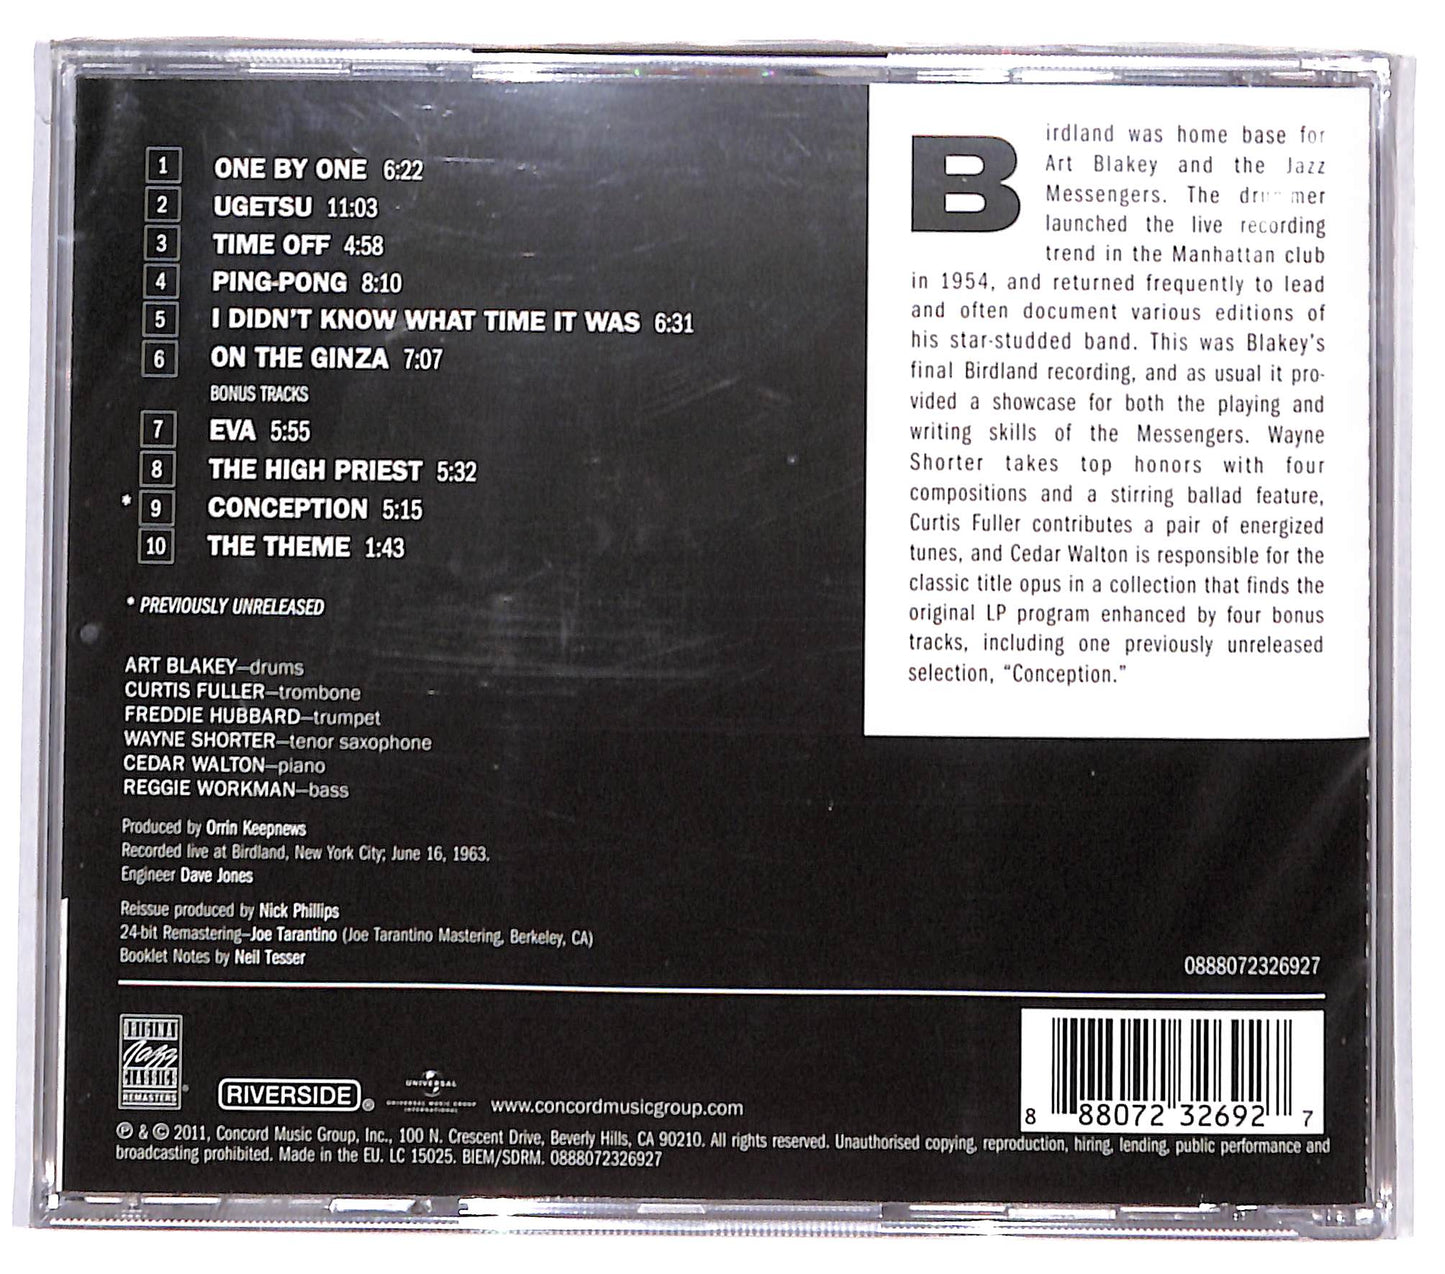 1 ONE BY ONE 6:22
2 UGETSU 11:03
3 TIME OFF 4:58
4 PING-PONG 8:10
5 I DIDN'T KNOW WHAT TIME IT WAS 6:31
6 ON THE GINZA 7:07
BONUS TRACKS
7 EVA 5:55
8 THE HIGH PRIEST 5:32
* 9 CONCEPTION 5:15
10 THE THEME 1:43
* PREVIOUSLY UNRELEASED
ART BLAKEY–drums
CURTIS FULLER–trombone
FREDDIE HUBBARD–trumpet
WAYNE SHORTER–tenor saxophone
CEDAR WALTON–piano
REGGIE WORKMAN–bass
Produced by Orrin Keepnews
Recorded live at Birdland, New York City; June 16, 1963.
Engineer Dave Jones
Reissue produced by Nick Phillips
24-bit Remastering–Joe Tarantino (Joe Tarantino Mastering, Berkeley, CA)
Booklet Notes by Neil Tesser
Birdland was home base for
Art Blakey and the Jazz
Messengers. The drummer
launched the live recording
trend in the Manhattan club
in 1954, and returned frequently to lead
and often document various editions of
his star-studded band. This was Blakey's
final Birdland recording, and as usual it pro-
vided a showcase for both the playing and
writing skills of the Messengers. Wayne
Shorter takes top honors with four
compositions and a stirring ballad feature,
Curtis Fuller contributes a pair of energized
tunes, and Cedar Walton is responsible for the
classic title opus in a collection that finds the
original LP program enhanced by four bonus
tracks, including one previously unreleased
selection, "Conception."
0888072326927
ORIGINAL
Jazz
CLASSICS
REMASTERS
RIVERSIDE®
UNIVERSAL
UNIVERSAL MUSIC GROUP
INTERNATIONAL
www.concordmusicgroup.com
8 88072 32692 7
℗ & © 2011, Concord Music Group, Inc., 100 N. Crescent Drive, Beverly Hills, CA 90210. All rights reserved. Unauthorised copying, reproduction, hiring, lending, public performance and
broadcasting prohibited. Made in the EU. LC 15025. BIEM/SDRM. 0888072326927